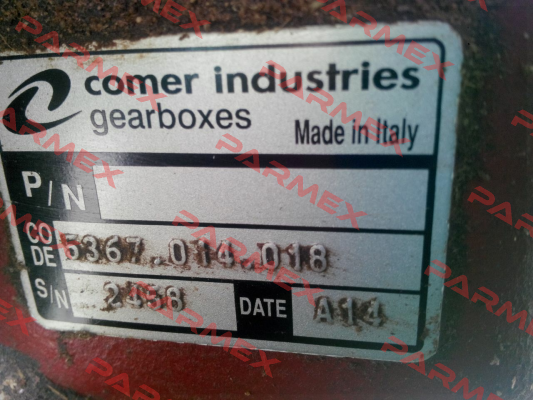 comer industries
gearboxes
Made in Italy
P/N
CODE 5367.014.018
S/N 2458 DATE A14
PARMEX